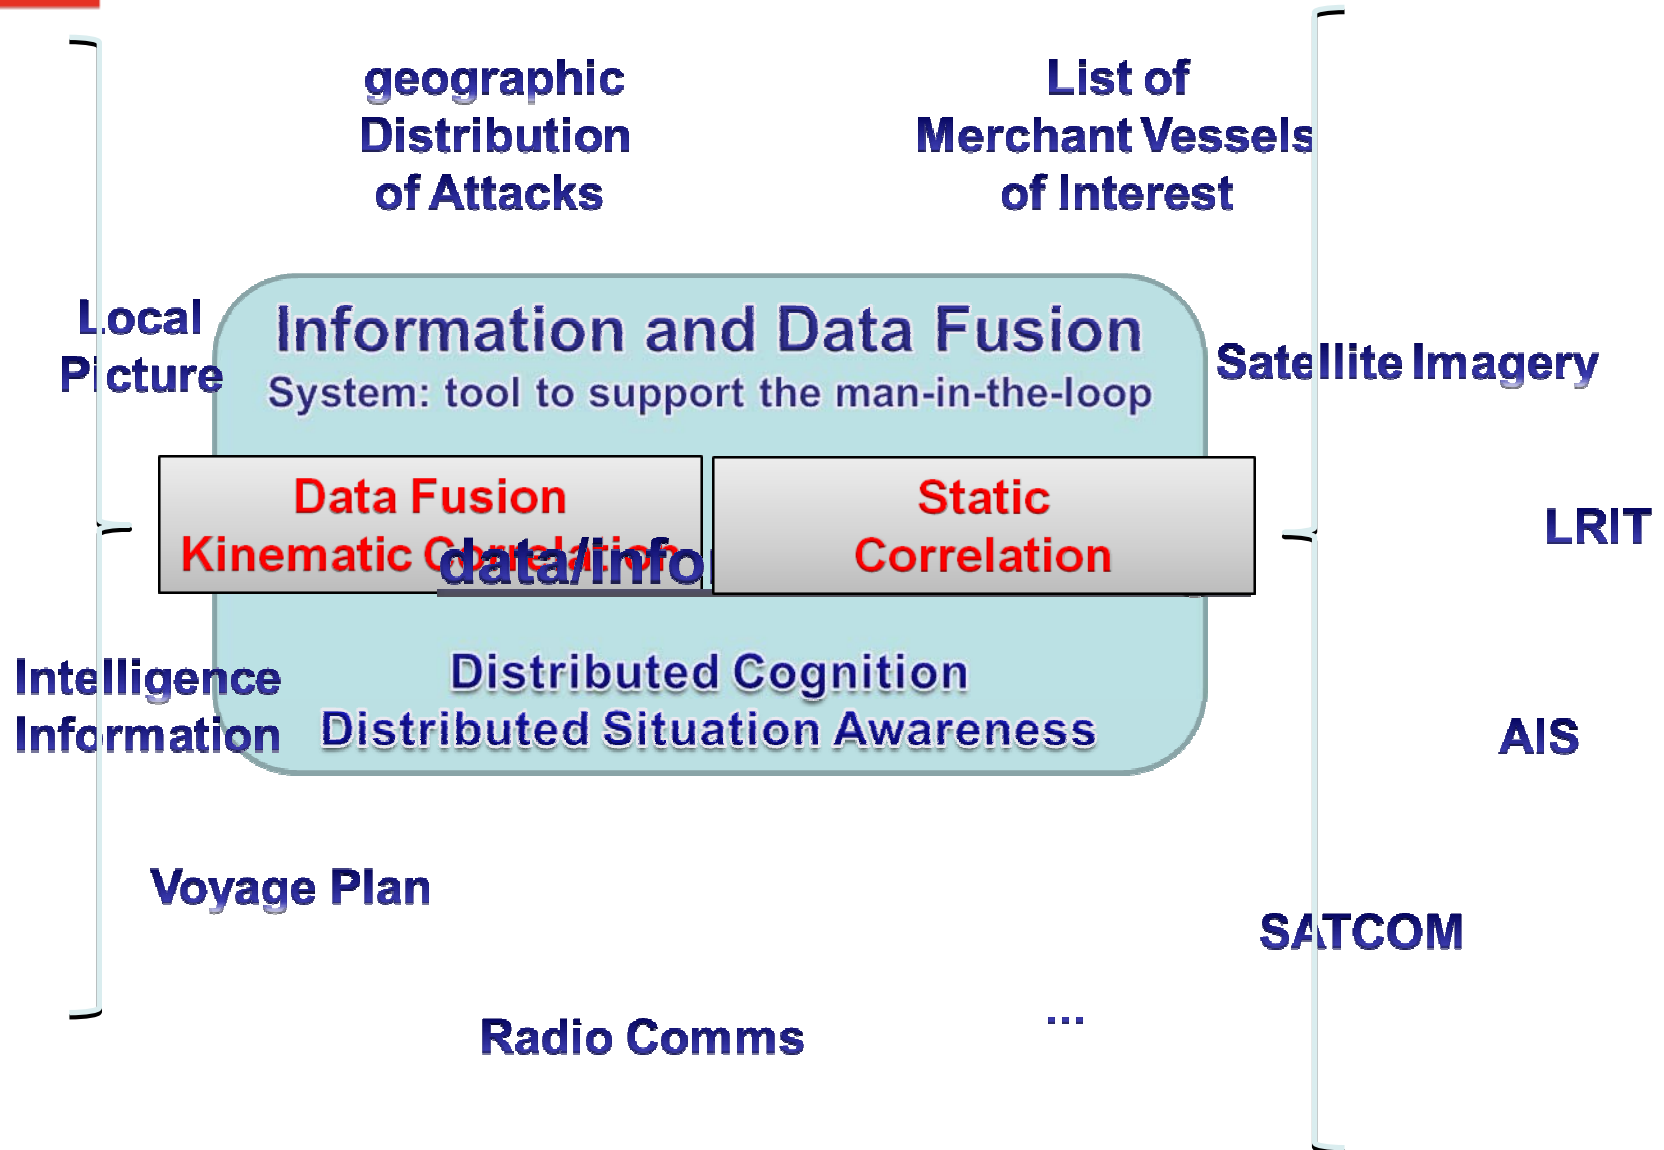 geographic
Distribution
of Attacks
List of
Merchant Vessels
of Interest
Local
Picture
Information and Data Fusion
System: tool to support the man-in-the-loop
Satellite Imagery
Data Fusion
Kinematic Correlation
data/info
Static
Correlation
LRIT
Intelligence
Information
Distributed Cognition
Distributed Situation Awareness
AIS
Voyage Plan
SATCOM
Radio Comms
...